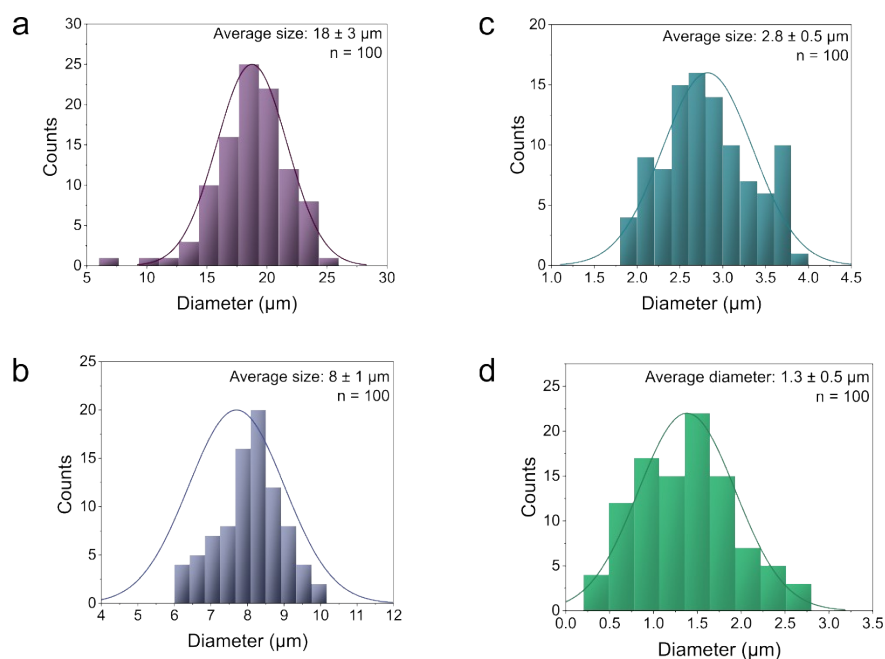 a
Average size: 18 ± 3 µm
n = 100
30
25
20
15
10
5
0
Counts
5
10
15
20
25
30
Diameter (µm)
c
Average size: 2.8 ± 0.5 µm
n = 100
20
15
10
5
0
Counts
1.0
1.5
2.0
2.5
3.0
3.5
4.0
4.5
Diameter (µm)
b
Average size: 8 ± 1 µm
n = 100
25
20
15
10
5
0
Counts
4
5
6
7
8
9
10
11
12
Diameter (µm)
d
Average diameter: 1.3 ± 0.5 µm
n = 100
25
20
15
10
5
0
Counts
0.0
0.5
1.0
1.5
2.0
2.5
3.0
3.5
Diameter (µm)